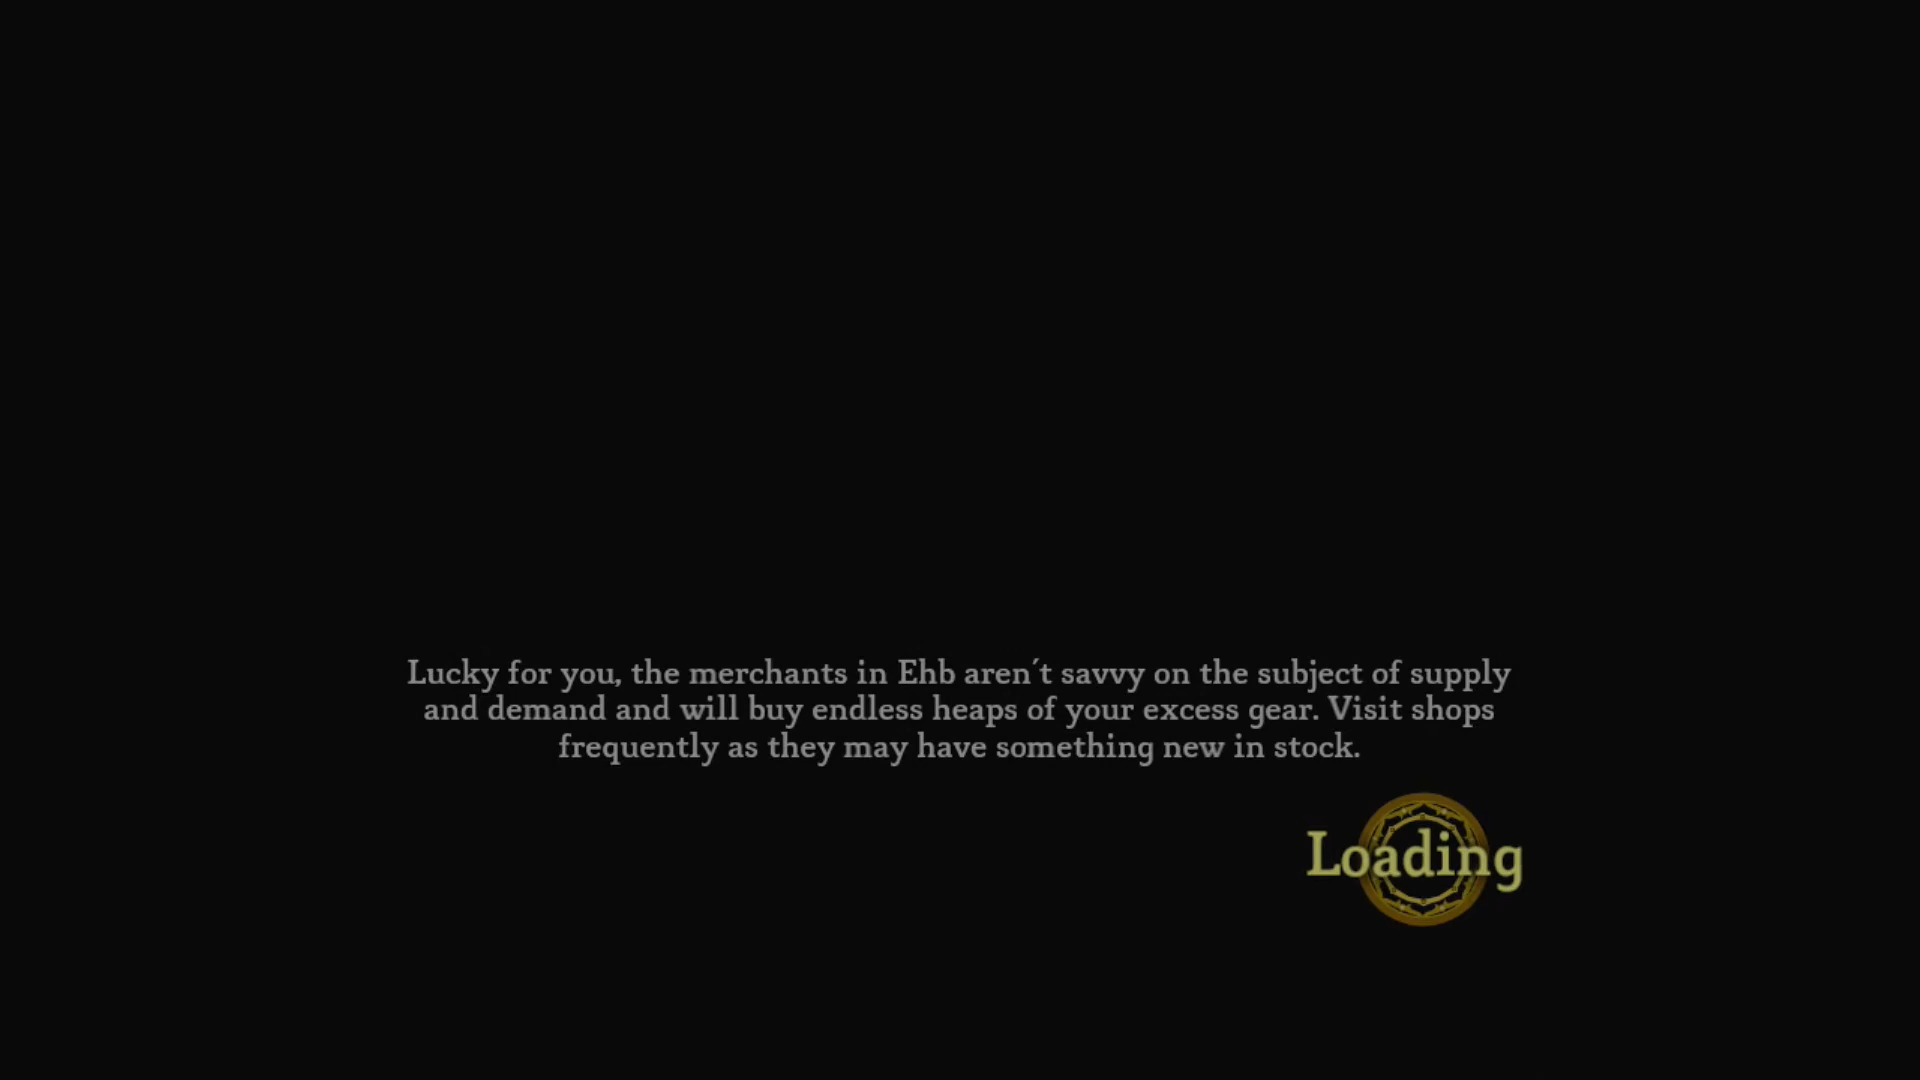 Lucky for you, the merchants in Ehb aren´t savvy on the subject of supply
and demand and will buy endless heaps of your excess gear. Visit shops
frequently as they may have something new in stock.
Loading